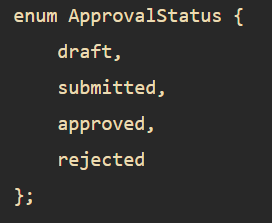 enum ApprovalStatus {
    draft,
    submitted,
    approved,
    rejected
};